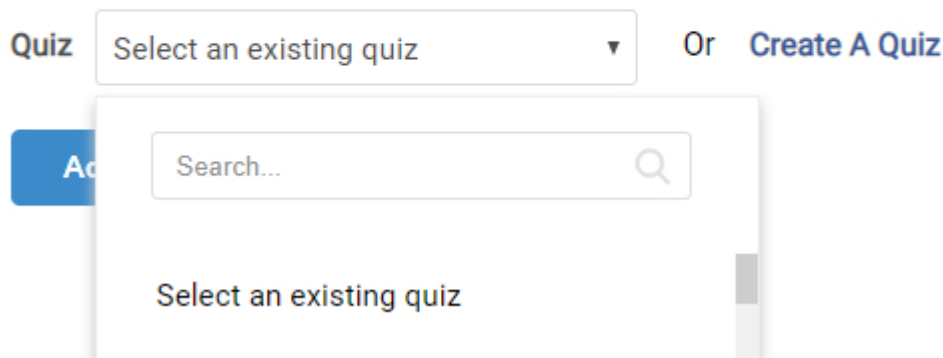 Quiz Select an existing quiz Or Create A Quiz
Search...
Select an existing quiz